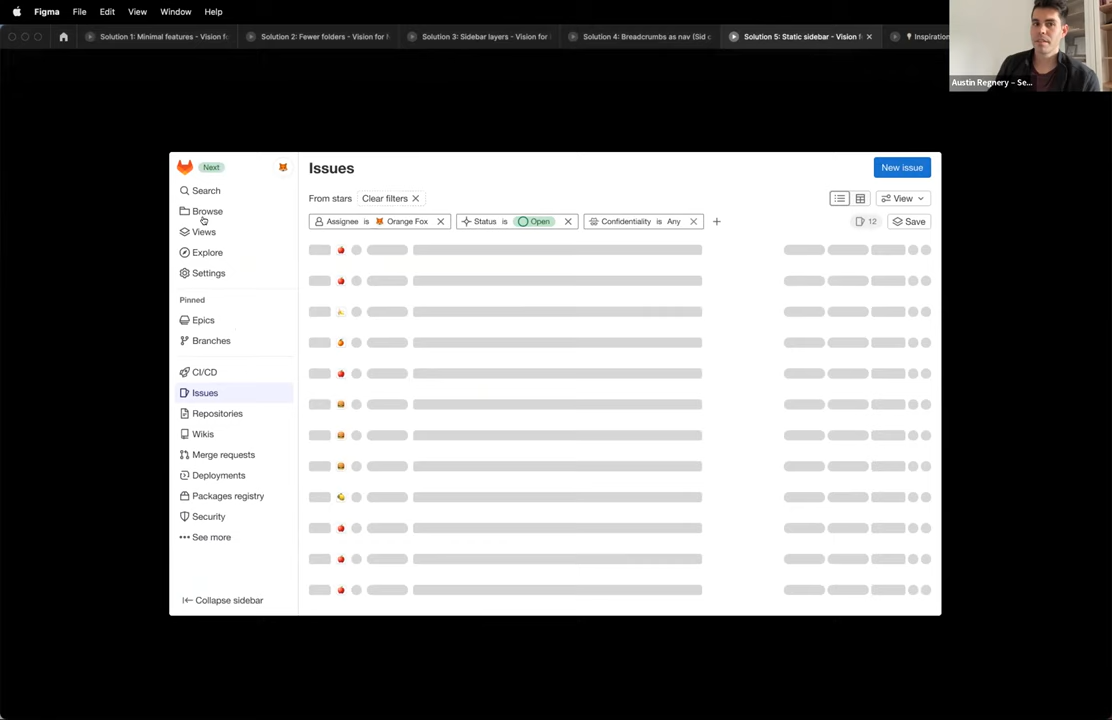 Figma File Edit View Window Help
Solution 1: Minimal features - Vision f
Solution 2: Fewer folders - Vision for
Solution 3: Sidebar layers - Vision for
Solution 4: Breadcrumbs as nav (Sid
Solution 5: Static sidebar - Vision f
Inspiration
Austin Regnery – Se...
Next
Search
Browse
Views
Explore
Settings
Pinned
Epics
Branches
CI/CD
Issues
Repositories
Wikis
Merge requests
Deployments
Packages registry
Security
See more
Collapse sidebar
Issues
New issue
From stars Clear filters
View
Assignee is Orange Fox
Status is Open
Confidentiality is Any
12
Save